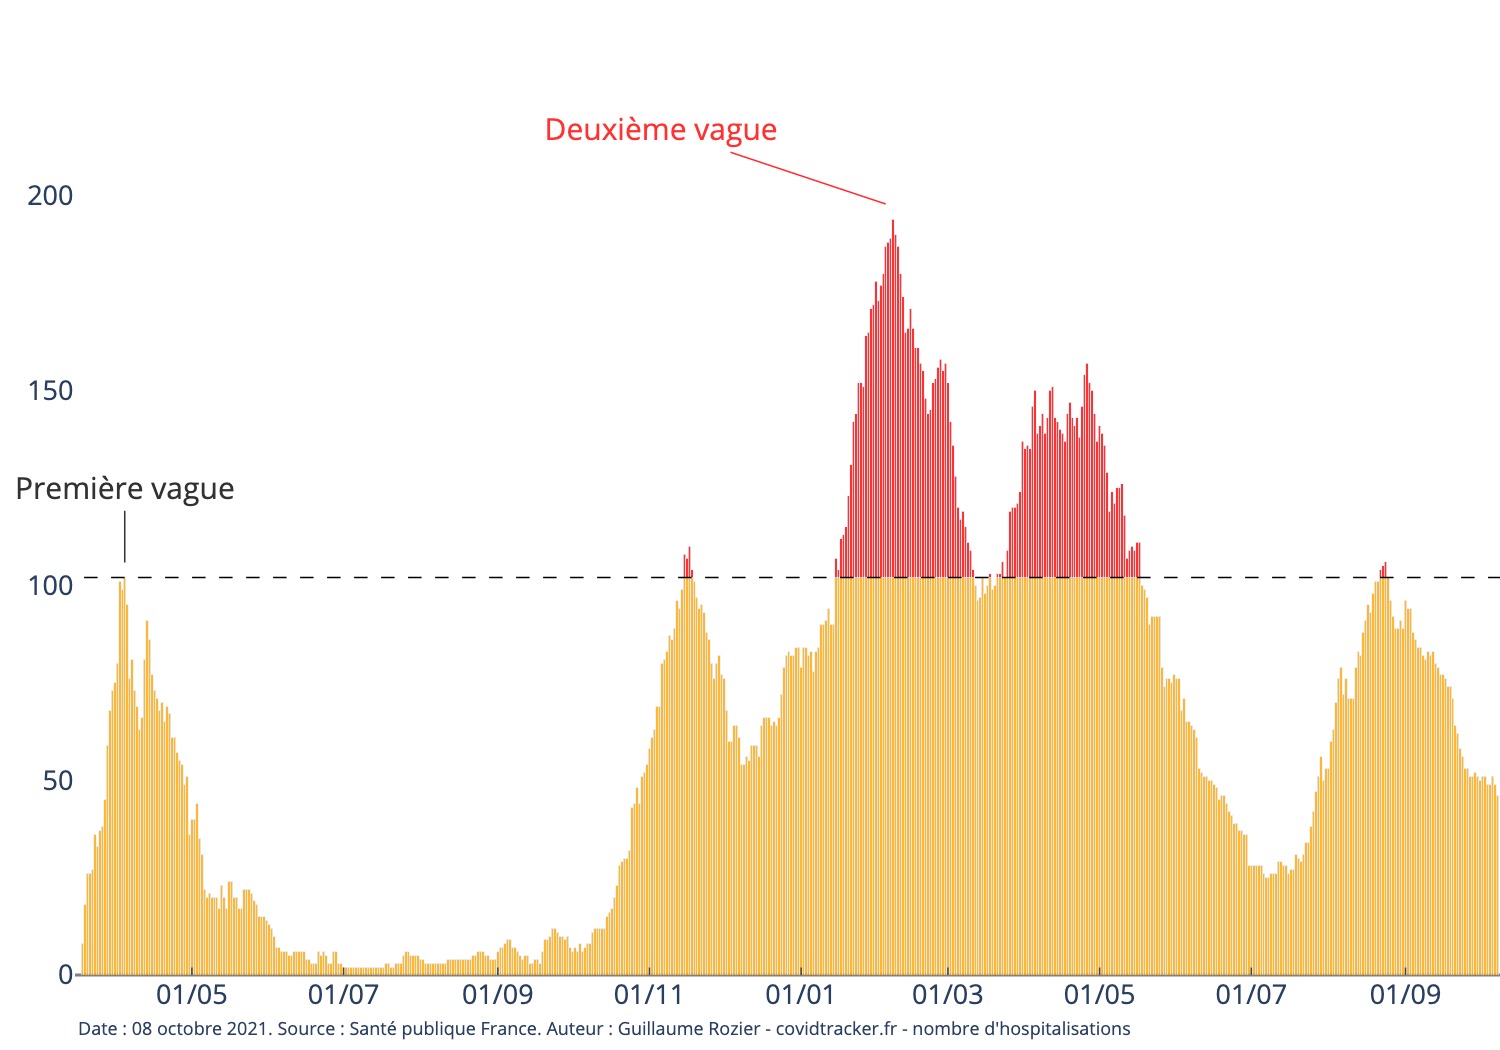 Deuxième vague
200
150
Première vague
100
50
0
01/05 01/07 01/09 01/11 01/01 01/03 01/05 01/07 01/09
Date : 08 octobre 2021. Source : Santé publique France. Auteur : Guillaume Rozier - covidtracker.fr - nombre d'hospitalisations